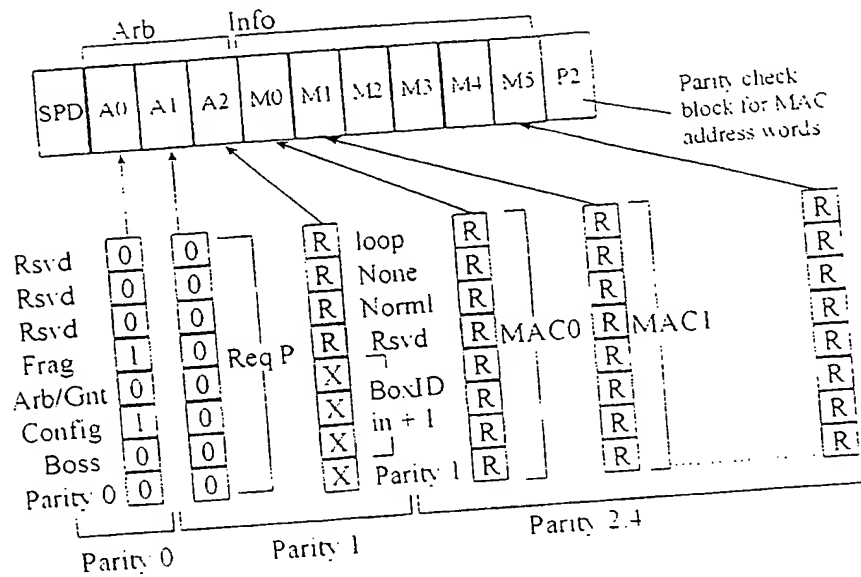 Arb Info
SPD A0 A1 A2 M0 M1 M2 M3 M4 M5 P2
Parity check
block for MAC
address words
Rsvd 0 0 R loop R R R
Rsvd 0 0 R None R R R
Rsvd 0 0 R Norml R R R
Frag 1 0 Req P R Rsvd R MAC0 R MAC1 R
Arb/Gnt 0 0 X R R R
Config 1 0 X BoxID R R R
Boss 0 0 X in + 1 R R R
Parity 0 0 0 X Parity 1 R R R
Parity 0 Parity 1 Parity 2.4